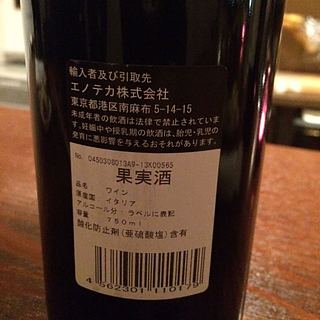 輸入者及び引取先
エノテカ株式会社
東京都港区南麻布 5-14-15
未成年者の飲酒は法律で禁止されていま
す,妊娠中や授乳期の飲酒は、胎児・乳児の
発育に悪影響を与えるおそれがあります。
No. 0450308013A9-13K00565
果実酒
品名 ワイン
原産国 イタリア
アルコール分 ラベルに表記
容量 750ml
酸化防止剤(亜硫酸塩)含有
4 562301 110175